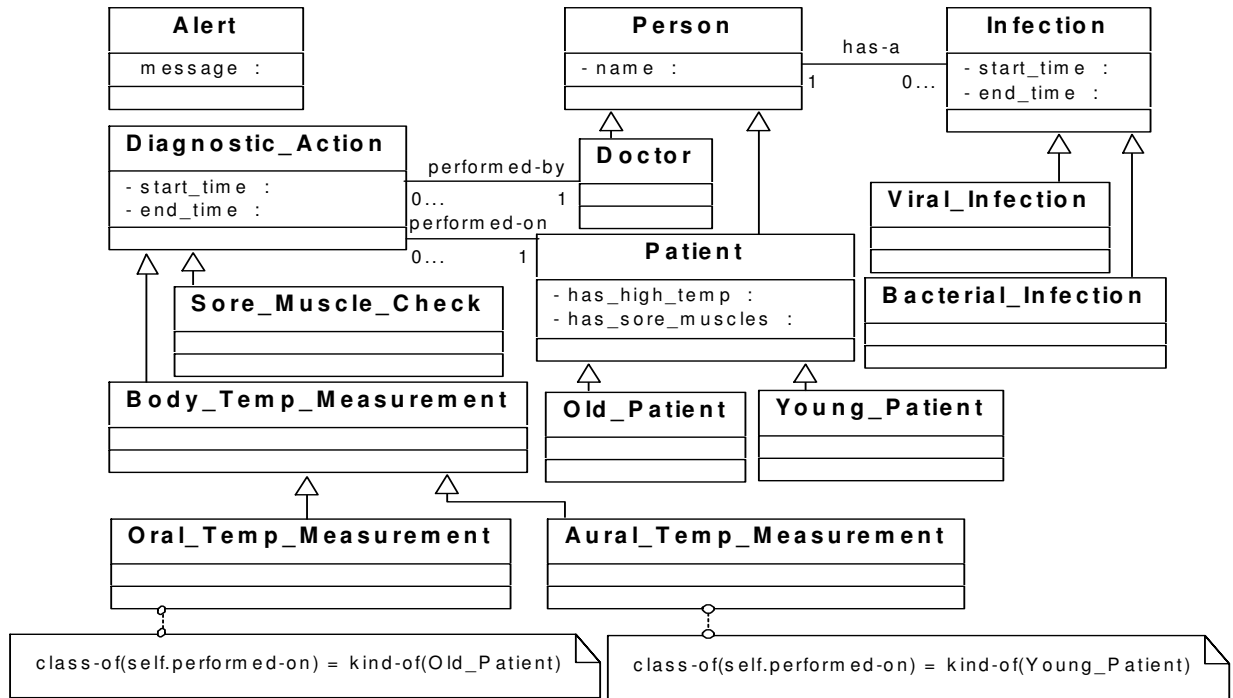 Alert
message :
Person
- name :
has-a
1
0...
Infection
- start_time :
- end_time :
Diagnostic_Action
- start_time :
- end_time :
performed-by
0...
1
performed-on
0...
1
Doctor
Viral_Infection
Patient
- has_high_temp :
- has_sore_muscles :
Bacterial_Infection
Sore_Muscle_Check
Body_Temp_Measurement
Old_Patient
Young_Patient
Oral_Temp_Measurement
Aural_Temp_Measurement
class-of(self.performed-on) = kind-of(Old_Patient)
class-of(self.performed-on) = kind-of(Young_Patient)